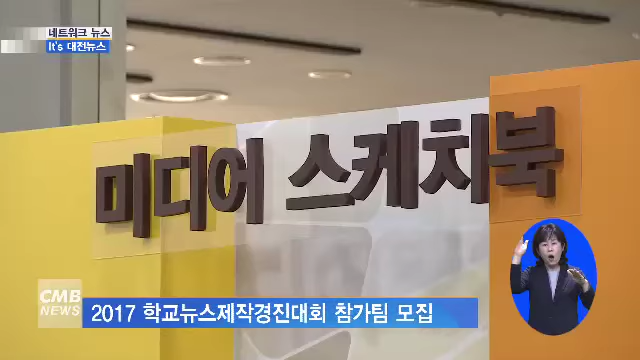 네트워크 뉴스
It's 대전뉴스
미디어 스케치북
CMB
NEWS
2017 학교뉴스제작경진대회 참가팀 모집